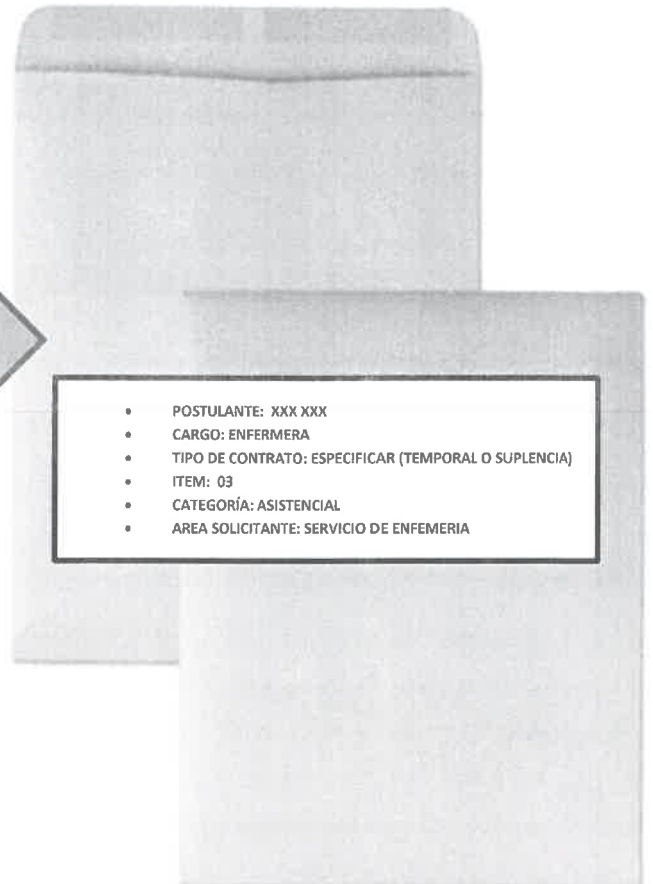 • POSTULANTE: XXX XXX
• CARGO: ENFERMERA
• TIPO DE CONTRATO: ESPECIFICAR (TEMPORAL O SUPLENCIA)
• ITEM: 03
• CATEGORÍA: ASISTENCIAL
• AREA SOLICITANTE: SERVICIO DE ENFEMERIA